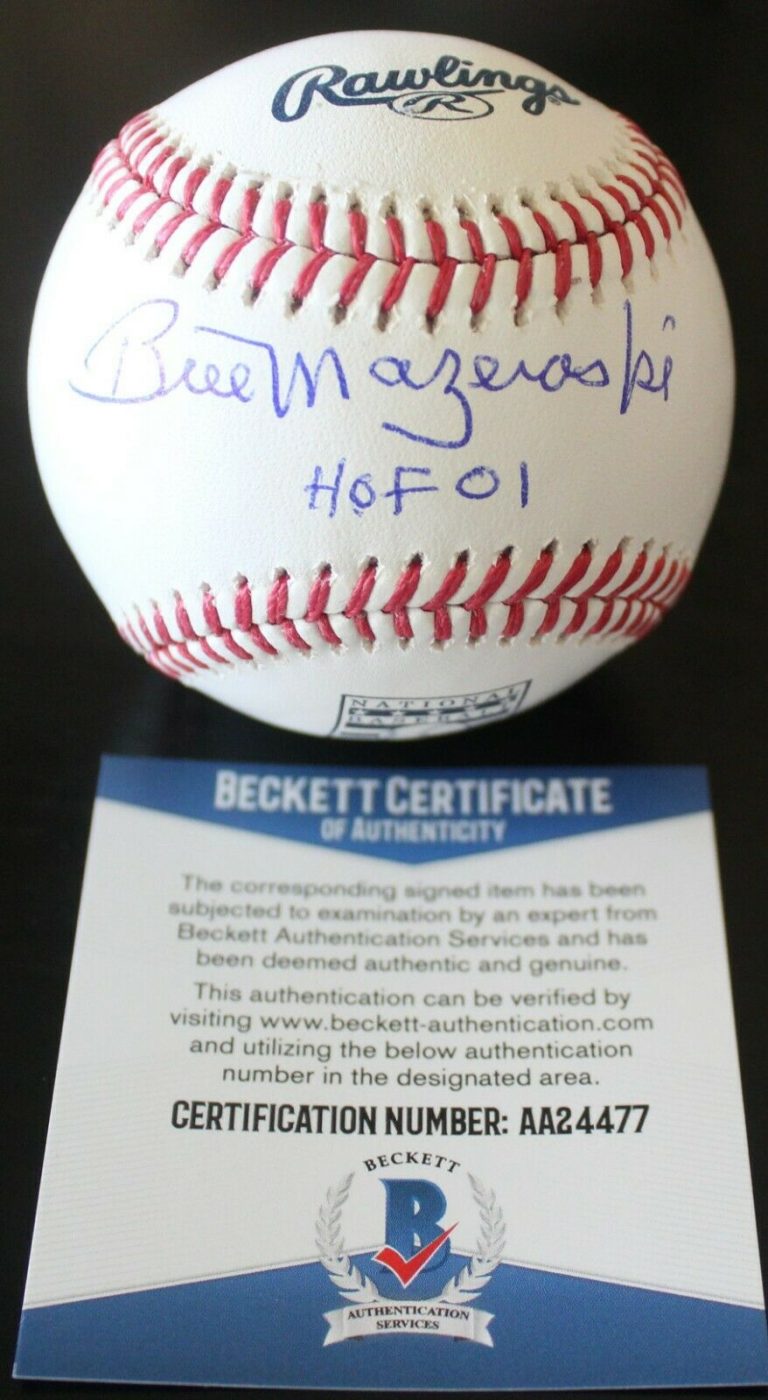 Rawlings
R
Bill Mazeroski
HOF 01
NATIONAL
BASEBALL
BECKETT CERTIFICATE
OF AUTHENTICITY
The corresponding signed item has been
subjected to examination by an expert from
Beckett Authentication Services and has
been deemed authentic and genuine.
This authentication can be verified by
visiting www.beckett-authentication.com
and utilizing the below authentication
number in the designated area.
CERTIFICATION NUMBER: AA24477
BECKETT
B
AUTHENTICATION
SERVICES